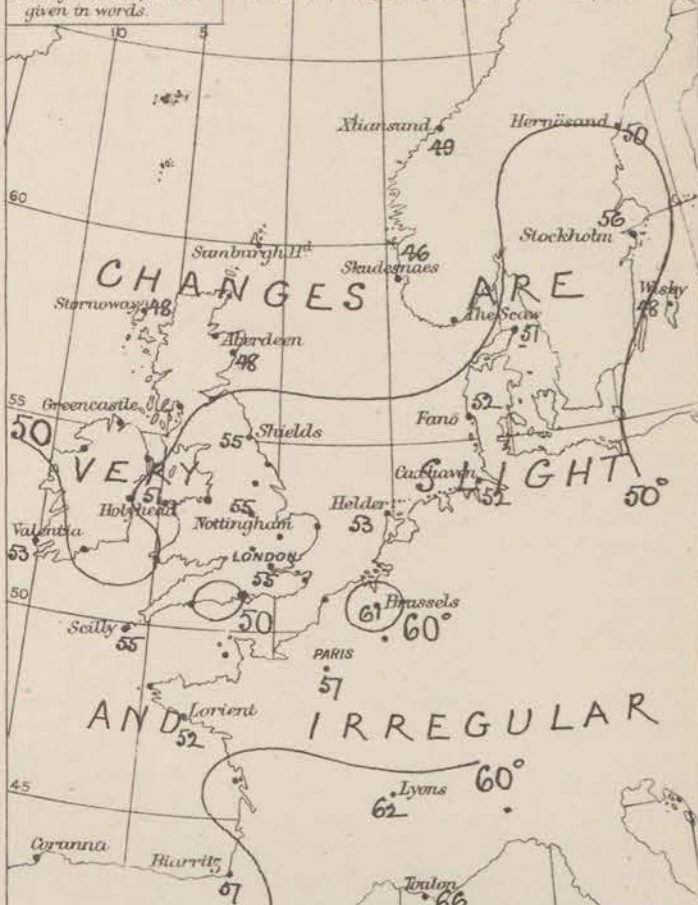 given in words.
10 5
Xtiansund
49
Hernösand 50
60
Sumburgh Hd
46
Skudesnaes
56
Stockholm
CHANGES ARE
Stornoway 48
Wisby
48
The Scaw
51
Aberdeen
48
55
Greencastle
50
Shields
55
52
Fanö
VERY SLIGHT
51
Holyhead
55
Nottingham
Cuxhaven
52
50°
Helder
53
Valentia
53
LONDON
55
50
Scilly
55
50
61 Brussels
60°
PARIS
57
AND IRREGULAR
Lorient
52
45
60°
Lyons
62
Corunna
Biarritz
57
Toulon
66